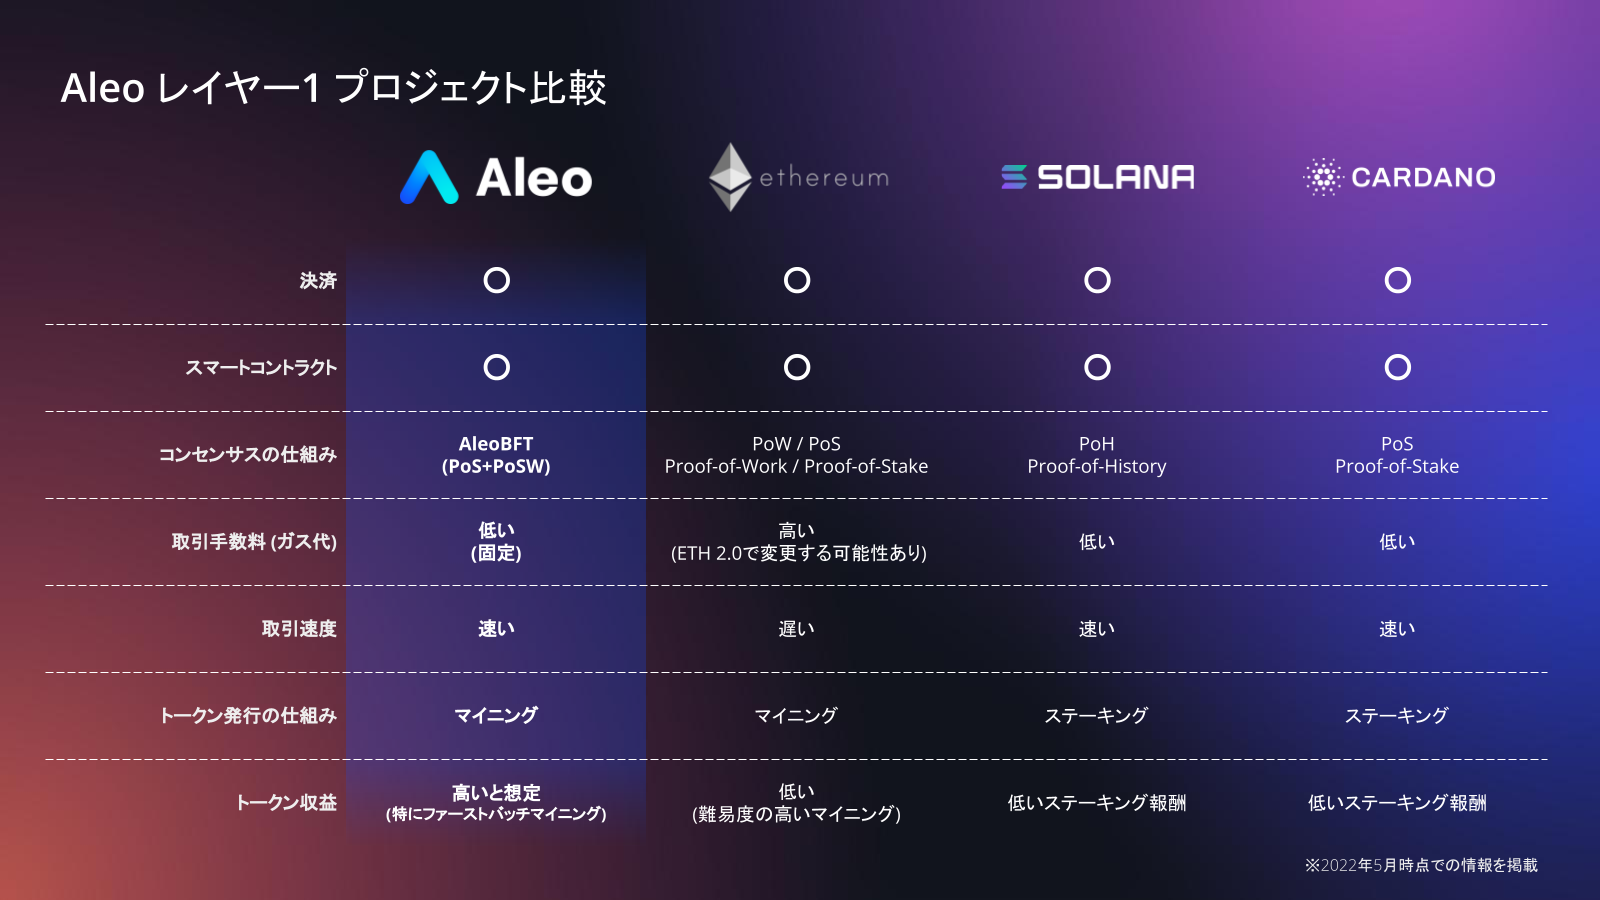 Aleo レイヤー1 プロジェクト比較
Aleo
ethereum
SOLANA
CARDANO
決済
〇
〇
〇
〇
スマートコントラクト
〇
〇
〇
〇
コンセンサスの仕組み
AleoBFT
(PoS+PoSW)
PoW / PoS
Proof-of-Work / Proof-of-Stake
PoH
Proof-of-History
PoS
Proof-of-Stake
取引手数料 (ガス代)
低い
(固定)
高い
(ETH 2.0で変更する可能性あり)
低い
低い
取引速度
速い
遅い
速い
速い
トークン発行の仕組み
マイニング
マイニング
ステーキング
ステーキング
トークン収益
高いと想定
(特にファーストバッチマイニング)
低い
(難易度の高いマイニング)
低いステーキング報酬
低いステーキング報酬
※2022年5月時点での情報を掲載